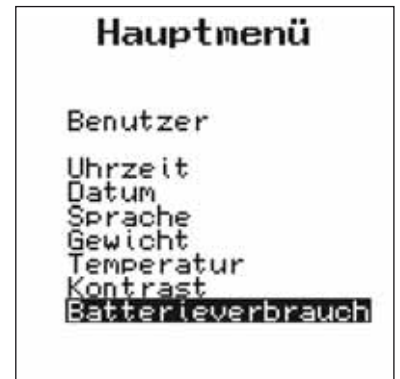 Hauptmenü
Benutzer
Uhrzeit
Datum
Sprache
Gewicht
Temperatur
Kontrast
Batterieverbrauch